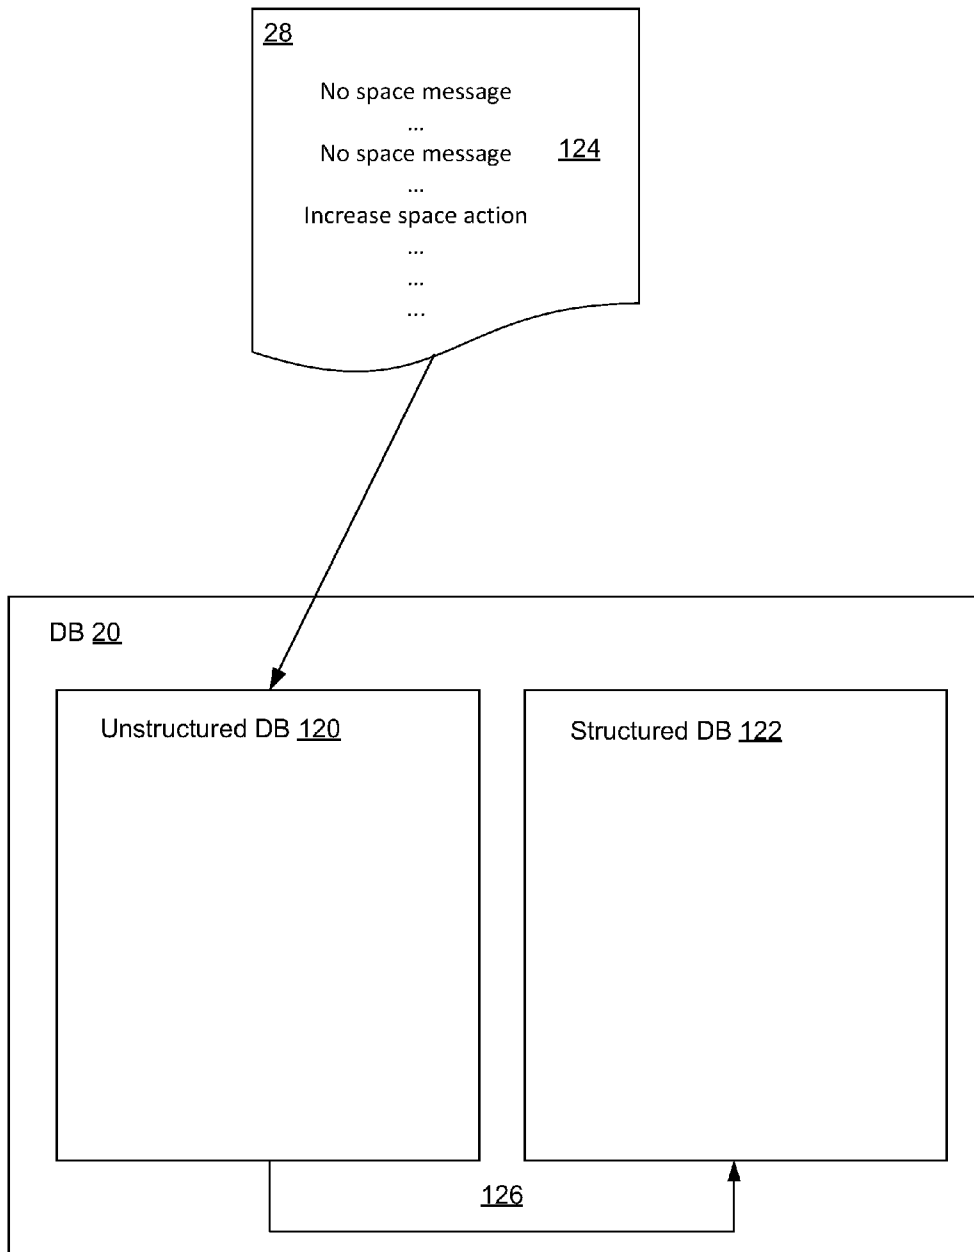 28
No space message
...
No space message
124
...
Increase space action
...
...
...
DB 20
Unstructured DB 120
Structured DB 122
126